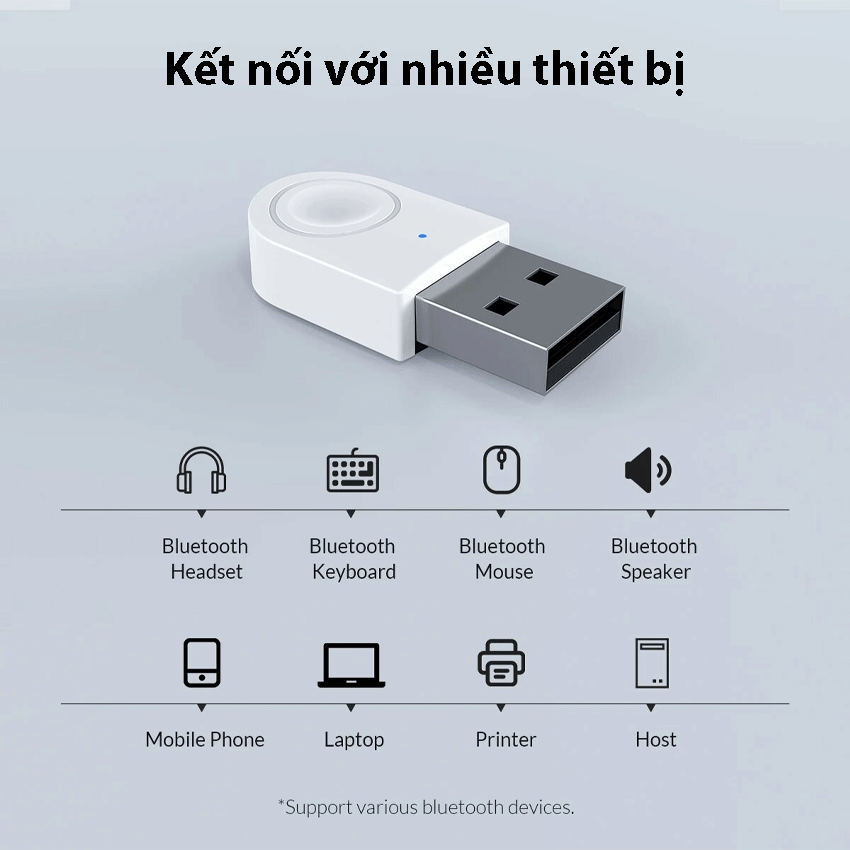 Kết nối với nhiều thiết bị
Bluetooth Headset
Bluetooth Keyboard
Bluetooth Mouse
Bluetooth Speaker
Mobile Phone
Laptop
Printer
Host
*Support various bluetooth devices.